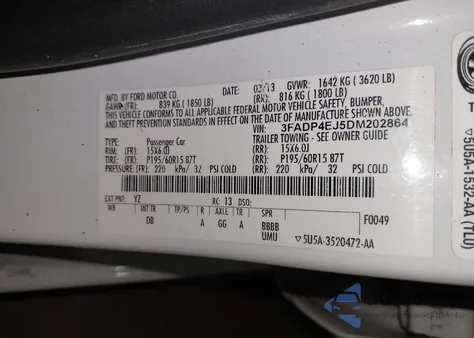 MFD. BY FORD MOTOR CO.
DATE: 03/13 GVWR: 1642 KG ( 3620 LB)
GAWR (FR): 839 KG ( 1850 LB) (RR): 816 KG ( 1800 LB)
THIS VEHICLE CONFORMS TO ALL APPLICABLE FEDERAL MOTOR VEHICLE SAFETY, BUMPER,
AND THEFT PREVENTION STANDARDS IN EFFECT ON THE
DATE OF MANUFACTURE SHOWN ABOVE.
VIN: 3FADP4EJ5DM202864
TYPE: Passenger Car TRAILER TOWING - SEE OWNER GUIDE
RIM: 15X6.0J 15X6.0J
TIRE (FR): P195/60R15 87T (RR): P195/60R15 87T
PRESSURE: (FR): 220 kPa/ 32 PSI COLD (RR): 220 kPa/ 32 PSI COLD
EXT PNT: YZ RC: 13 DSO:
WB INT TR TP/PS R AXLE TR SPR F0049
DB A GG A BBBB
UMU ▽5U5A-3520472-AA
▽5U5A-1532-AA (TLU)